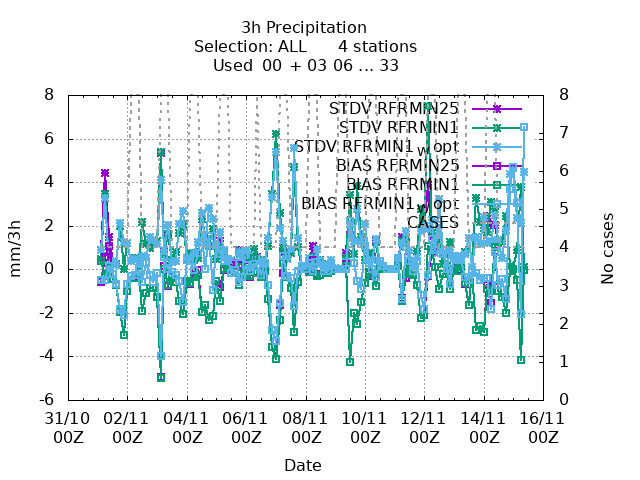 3h Precipitation
Selection: ALL 4 stations
Used 00 + 03 06 ... 33
8 8
STDV RFRMIN25
STDV RFRMIN1
6 7
STDV RFRMIN1_wopt
BIAS RFRMIN25
6
4 BIAS RFRMIN1
BIAS RFRMIN1_wopt
5
CASES
2
4
mm/3h
No cases
0
3
-2
2
-4
1
-6 0
31/10 02/11 04/11 06/11 08/11 10/11 12/11 14/11 16/11
00Z 00Z 00Z 00Z 00Z 00Z 00Z 00Z 00Z
Date